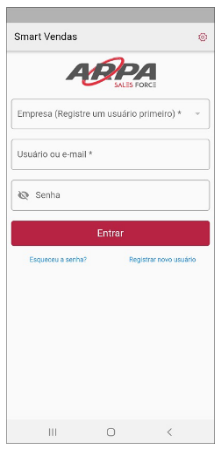 Smart Vendas
ARPA
SALES FORCE
Empresa (Registre um usuário primeiro) *
Usuário ou e-mail *
Senha
Entrar
Esqueceu a senha? Registrar novo usuário